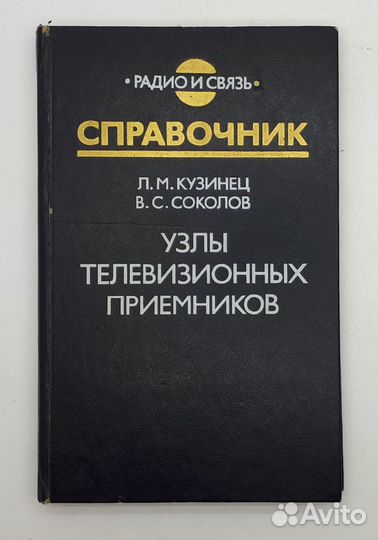 • РАДИО И СВЯЗЬ •
СПРАВОЧНИК
Л. М. КУЗИНЕЦ
В. С. СОКОЛОВ
УЗЛЫ
ТЕЛЕВИЗИОННЫХ
ПРИЕМНИКОВ
Avito